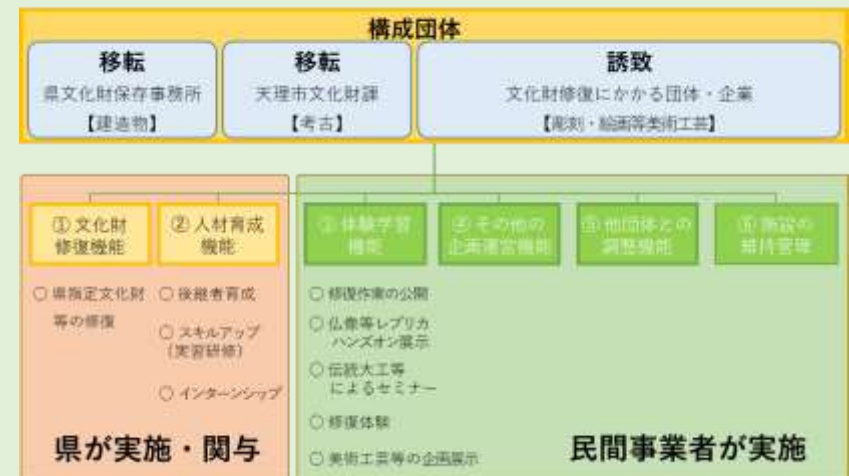 構成団体
移転
県文化財保存事務所
【建造物】
移転
天理市文化財課
【考古】
誘致
文化財修復にかかる団体・企業
【彫刻・絵画等美術工芸】
① 文化財
修復機能
② 人材育成
機能
③ 体験学習
機能
④ その他の
企画運営機能
⑤ 他団体との
調整機能
⑥ 施設の
維持管理
○ 県指定文化財
等の修復
○ 後継者育成
○ スキルアップ
(実習研修)
○ インターンシップ
○ 修復作業の公開
○ 仏像等レプリカ
ハンズオン展示
○ 伝統大工等
によるセミナー
○ 修復体験
○ 美術工芸等の企画展示
県が実施・関与
民間事業者が実施